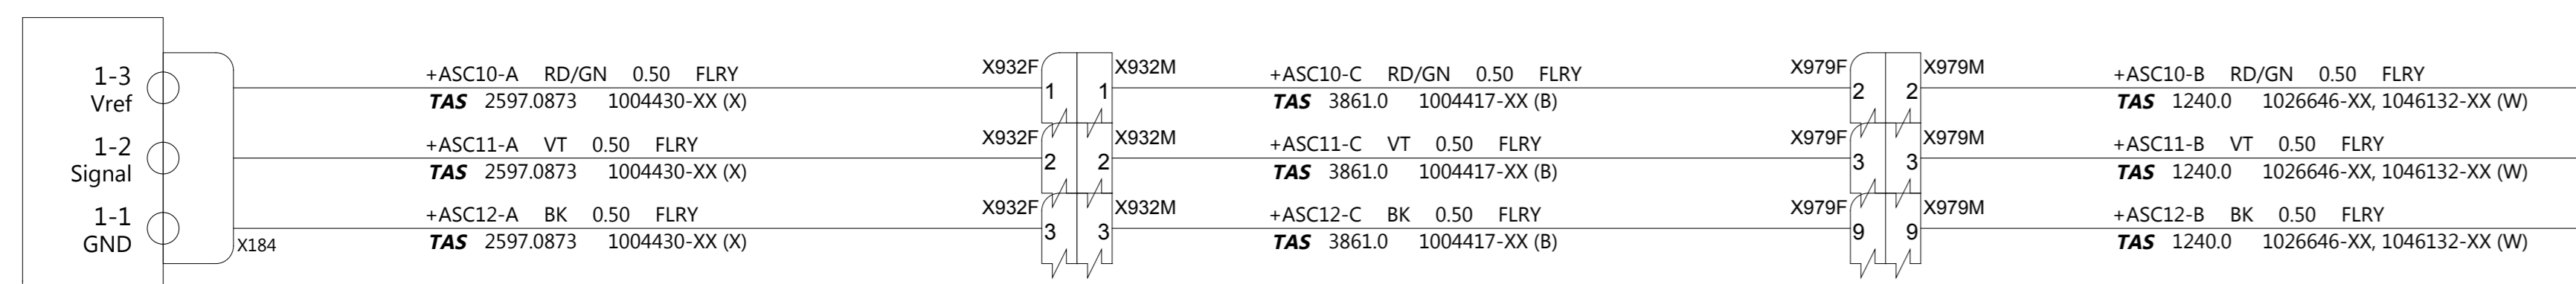 1-3
Vref
+ASC10-A RD/GN 0.50 FLRY
TAS 2597.0873 1004430-XX (X)
X932F
1
1
X932M
+ASC10-C RD/GN 0.50 FLRY
TAS 3861.0 1004417-XX (B)
X979F
2
2
X979M
+ASC10-B RD/GN 0.50 FLRY
TAS 1240.0 1026646-XX, 1046132-XX (W)
1-2
Signal
+ASC11-A VT 0.50 FLRY
TAS 2597.0873 1004430-XX (X)
X932F
2
2
X932M
+ASC11-C VT 0.50 FLRY
TAS 3861.0 1004417-XX (B)
X979F
3
3
X979M
+ASC11-B VT 0.50 FLRY
TAS 1240.0 1026646-XX, 1046132-XX (W)
1-1
GND
X184
+ASC12-A BK 0.50 FLRY
TAS 2597.0873 1004430-XX (X)
X932F
3
3
X932M
+ASC12-C BK 0.50 FLRY
TAS 3861.0 1004417-XX (B)
X979F
9
9
X979M
+ASC12-B BK 0.50 FLRY
TAS 1240.0 1026646-XX, 1046132-XX (W)